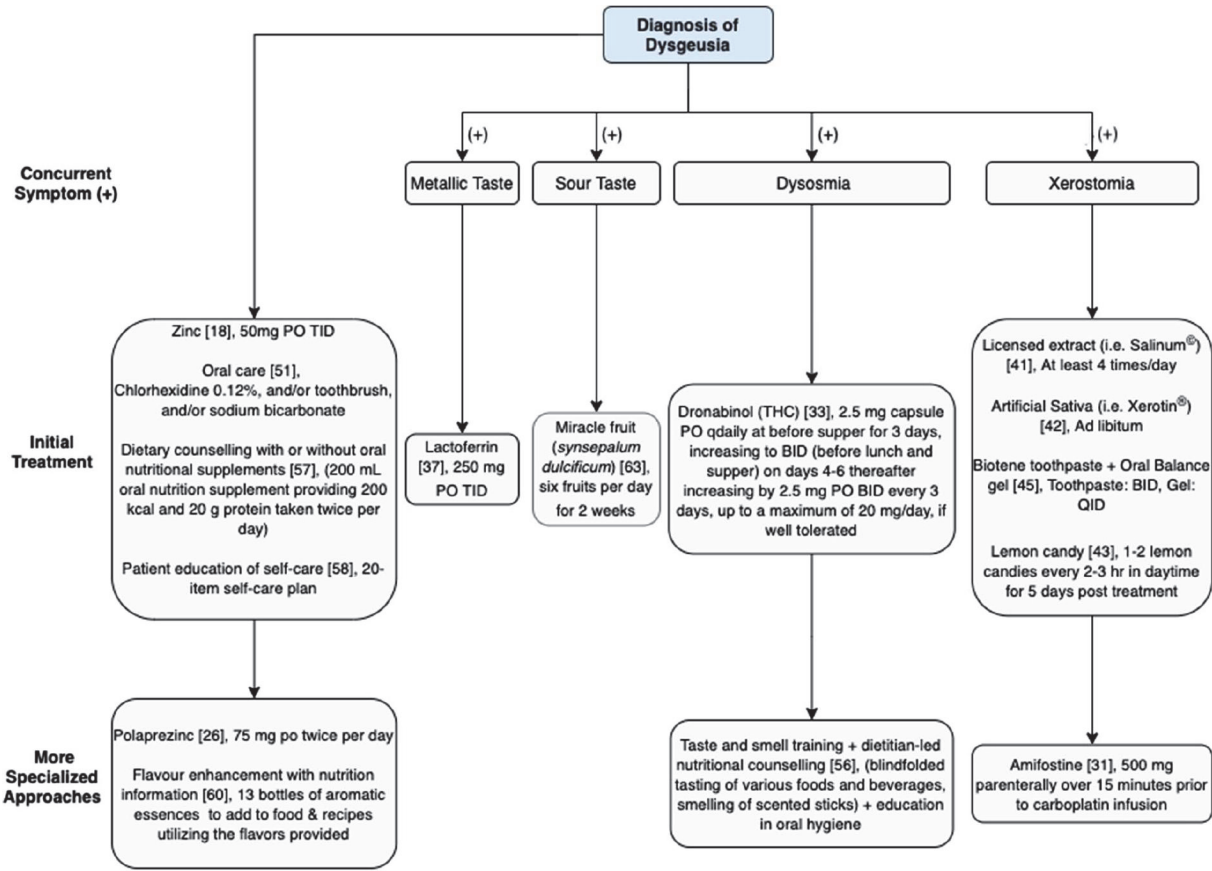 Diagnosis of
Dysgeusia
(+)
(+)
(+)
(+)
Concurrent
Symptom (+)
Metallic Taste
Sour Taste
Dysosmia
Xerostomia
Initial
Treatment
Zinc [18], 50mg PO TID
Oral care [51],
Chlorhexidine 0.12%, and/or toothbrush,
and/or sodium bicarbonate
Dietary counselling with or without oral
nutritional supplements [57], (200 mL
oral nutrition supplement providing 200
kcal and 20 g protein taken twice per
day)
Patient education of self-care [58], 20-
item self-care plan
Lactoferrin
[37], 250 mg
PO TID
Miracle fruit
(synsepalum
dulcificum) [63],
six fruits per day
for 2 weeks
Dronabinol (THC) [33], 2.5 mg capsule
PO qdaily at before supper for 3 days,
increasing to BID (before lunch and
supper) on days 4-6 thereafter
increasing by 2.5 mg PO BID every 3
days, up to a maximum of 20 mg/day, if
well tolerated
Licensed extract (i.e. Salinum©)
[41], At least 4 times/day
Artificial Sativa (i.e. Xerotin®)
[42], Ad libitum
Biotene toothpaste + Oral Balance
gel [45], Toothpaste: BID, Gel:
QID
Lemon candy [43], 1-2 lemon
candies every 2-3 hr in daytime
for 5 days post treatment
More
Specialized
Approaches
Polaprezinc [26], 75 mg po twice per day
Flavour enhancement with nutrition
information [60], 13 bottles of aromatic
essences to add to food & recipes
utilizing the flavors provided
Taste and smell training + dietitian-led
nutritional counselling [56], (blindfolded
tasting of various foods and beverages,
smelling of scented sticks) + education
in oral hygiene
Amifostine [31], 500 mg
parenterally over 15 minutes prior
to carboplatin infusion